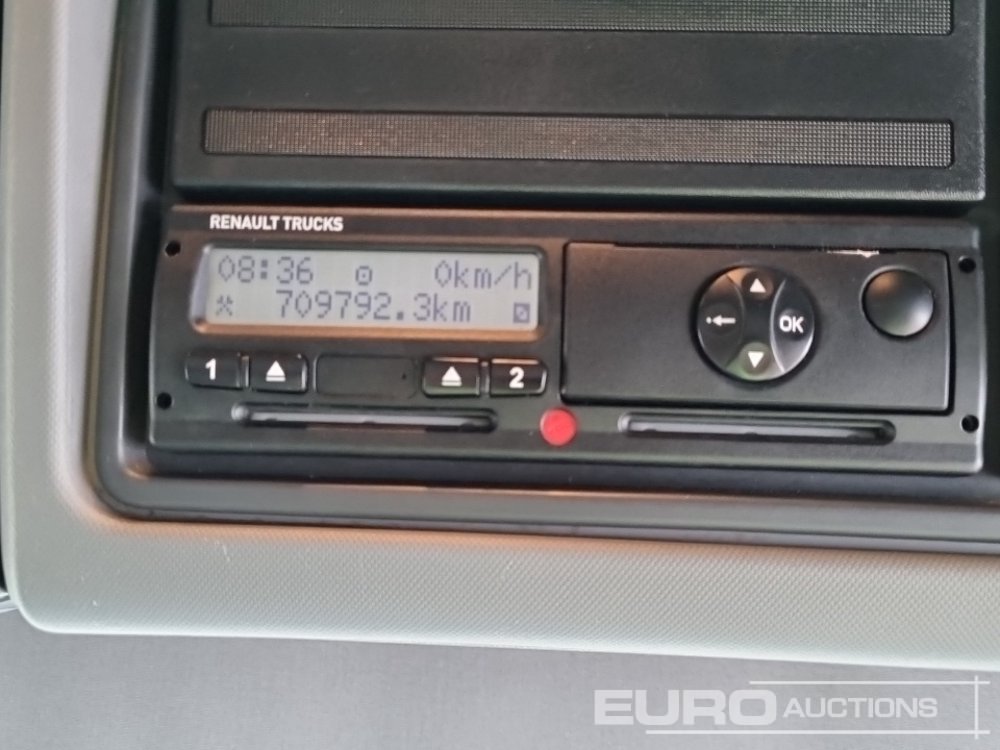 RENAULT TRUCKS
08:36 0km/h
709792.3km
1 2
OK
EURO AUCTIONS